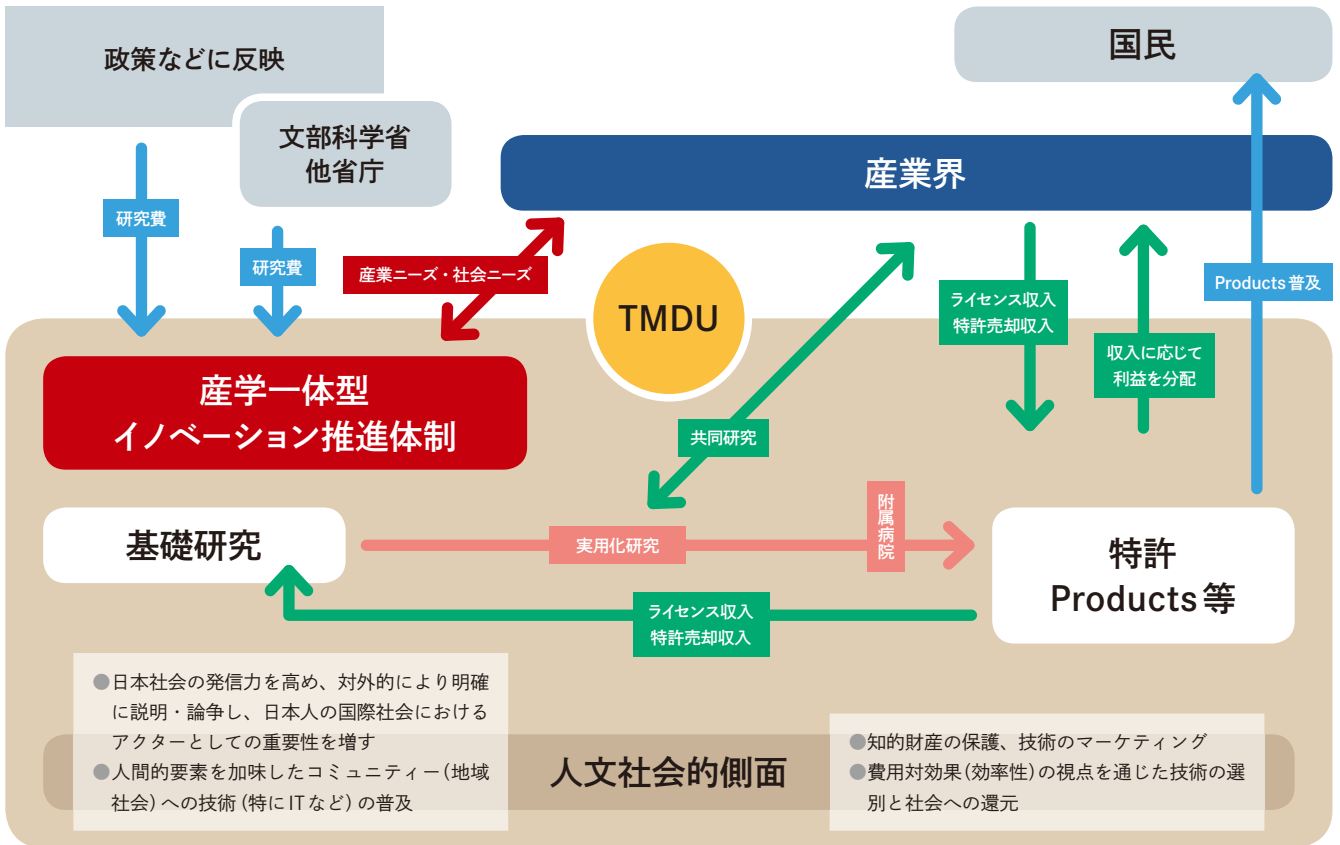 政策などに反映
国民
文部科学省
他省庁
産業界
研究費
研究費
産業ニーズ・社会ニーズ
TMDU
ライセンス収入
特許売却収入
Products普及
収入に応じて
利益を分配
産学一体型
イノベーション推進体制
共同研究
基礎研究
実用化研究
附属病院
特許
Products等
ライセンス収入
特許売却収入
●日本社会の発信力を高め、対外的により明確
に説明・論争し、日本人の国際社会における
アクターとしての重要性を増す
●人間的要素を加味したコミュニティー(地域
社会)への技術(特にITなど)の普及
人文社会的側面
●知的財産の保護、技術のマーケティング
●費用対効果(効率性)の視点を通じた技術の選
別と社会への還元